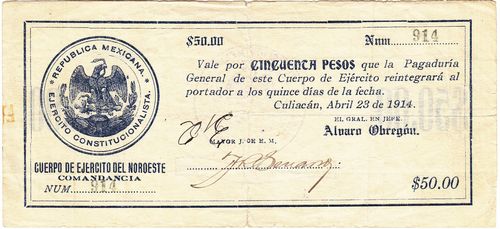 $50.00
Num. 914
Vale por CINCUENTA PESOS que la Pagaduría
General de este Cuerpo de Ejército reintegrará al
portador a los quince días de la fecha.
Culiacán, Abril 23 de 1914.
EL GRAL. EN JEFE,
Alvaro Obregón.
MAYOR J. DE H. M.,
REPUBLICA MEXICANA.
EJERCITO CONSTITUCIONALISTA.
CUERPO DE EJERCITO DEL NOROESTE
COMANDANCIA
NUM. 914
$50.00